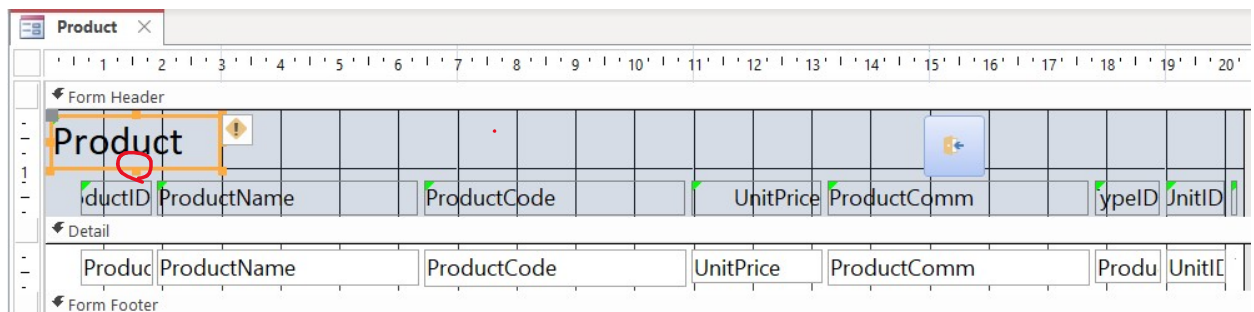 Product
1 2 3 4 5 6 7 8 9 10 11 12 13 14 15 16 17 18 19 20
Form Header
Product
1
ductID ProductName ProductCode UnitPrice ProductComm ypeID UnitID
Detail
Produc ProductName ProductCode UnitPrice ProductComm Produ UnitID
Form Footer